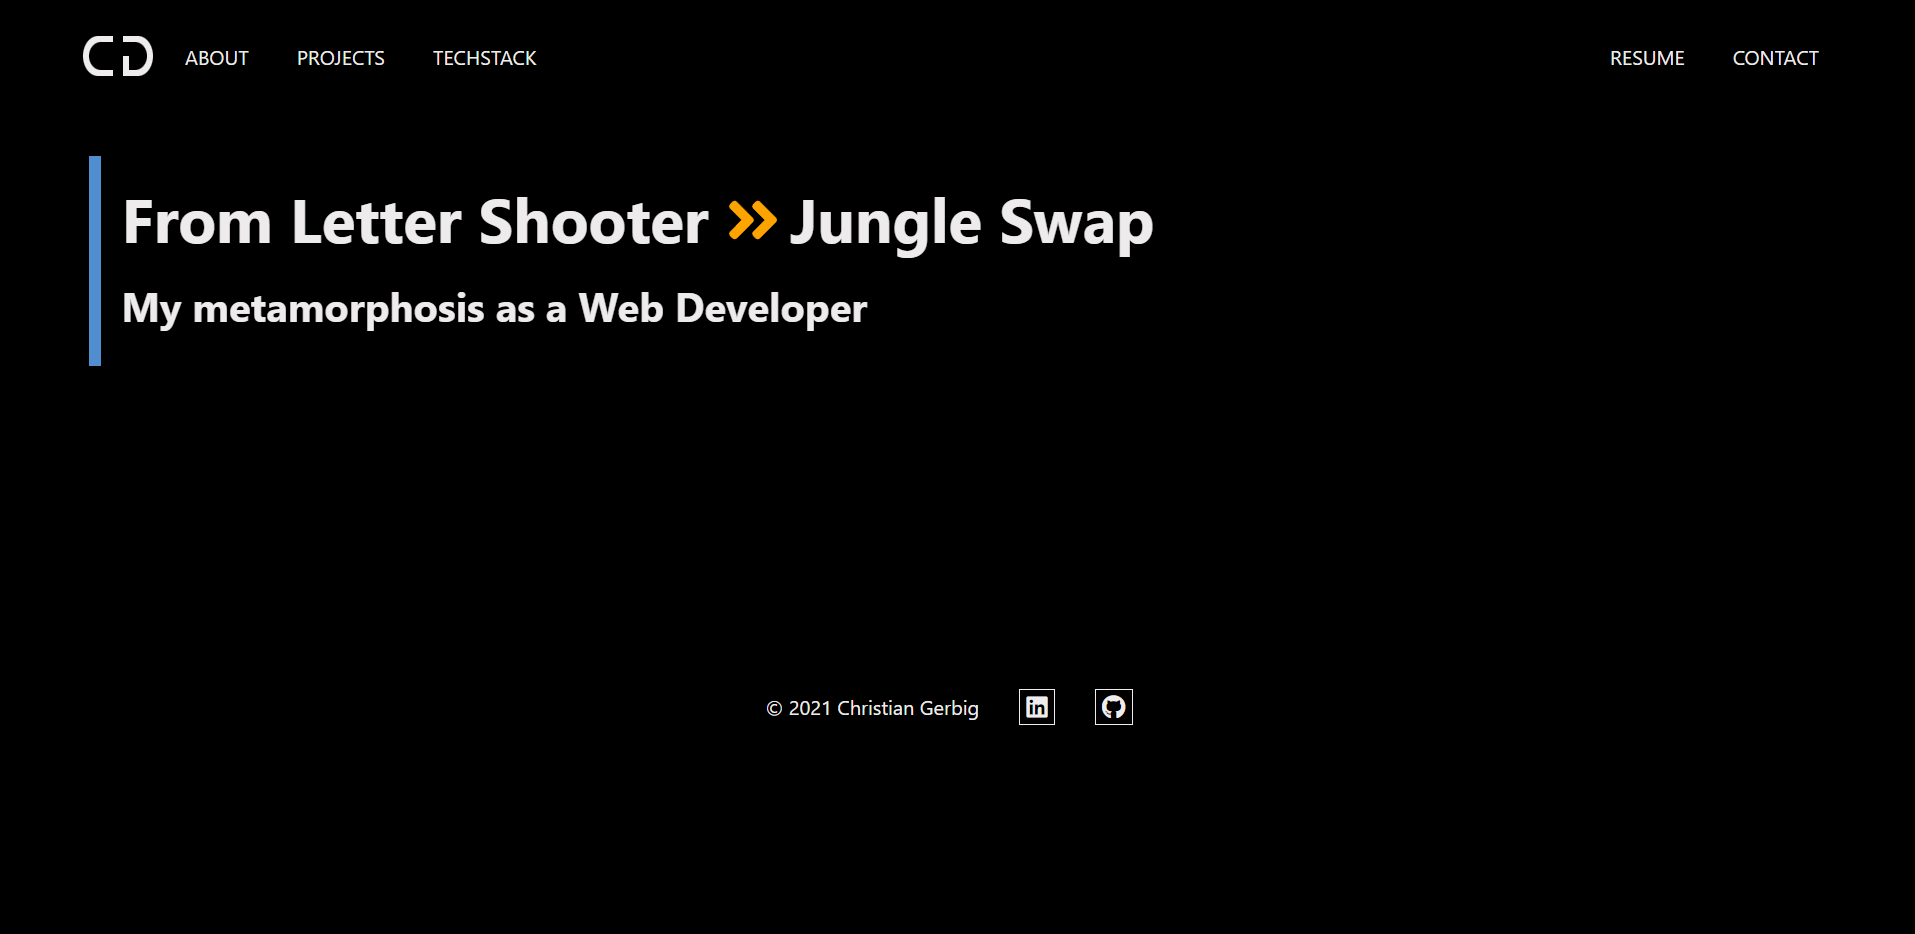 CD ABOUT PROJECTS TECHSTACK RESUME CONTACT
From Letter Shooter » Jungle Swap
My metamorphosis as a Web Developer
© 2021 Christian Gerbig in